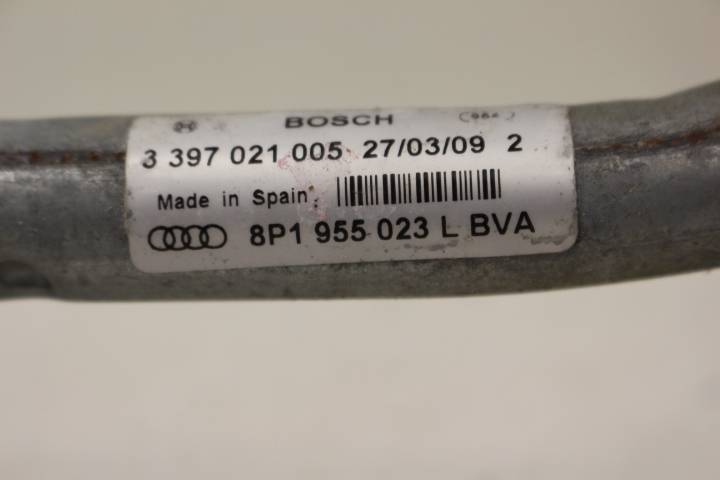 BOSCH
3 397 021 005 27/03/09 2
Made in Spain
8P1 955 023 L BVA